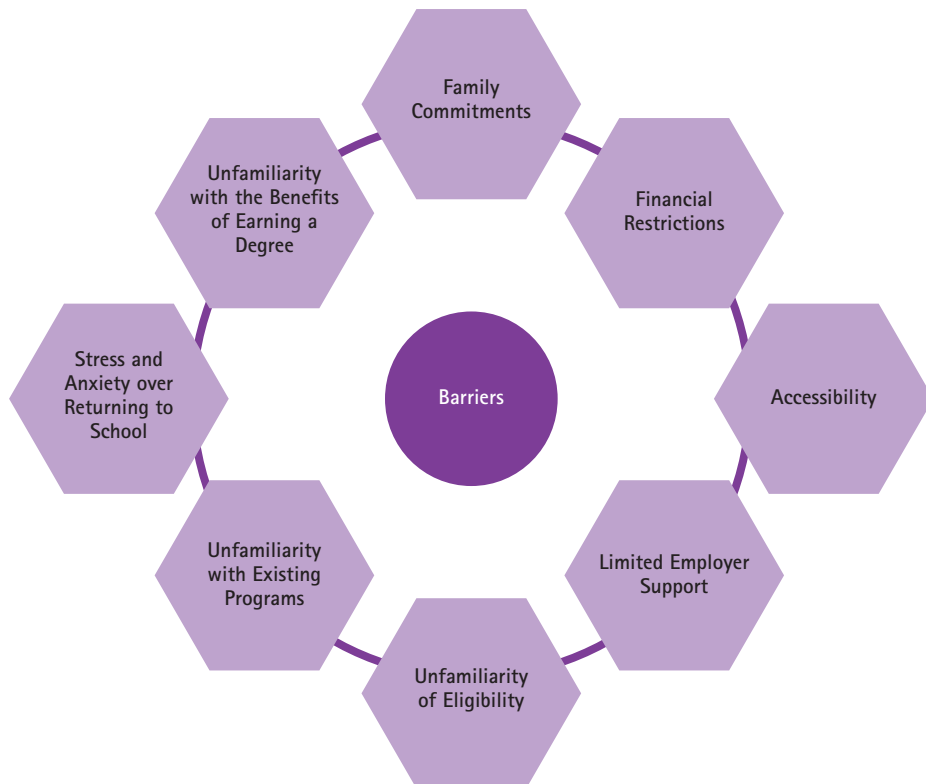 Family
Commitments
Financial
Restrictions
Accessibility
Limited Employer
Support
Unfamiliarity
of Eligibility
Unfamiliarity
with Existing
Programs
Stress and
Anxiety over
Returning to
School
Unfamiliarity
with the Benefits
of Earning a
Degree
Barriers